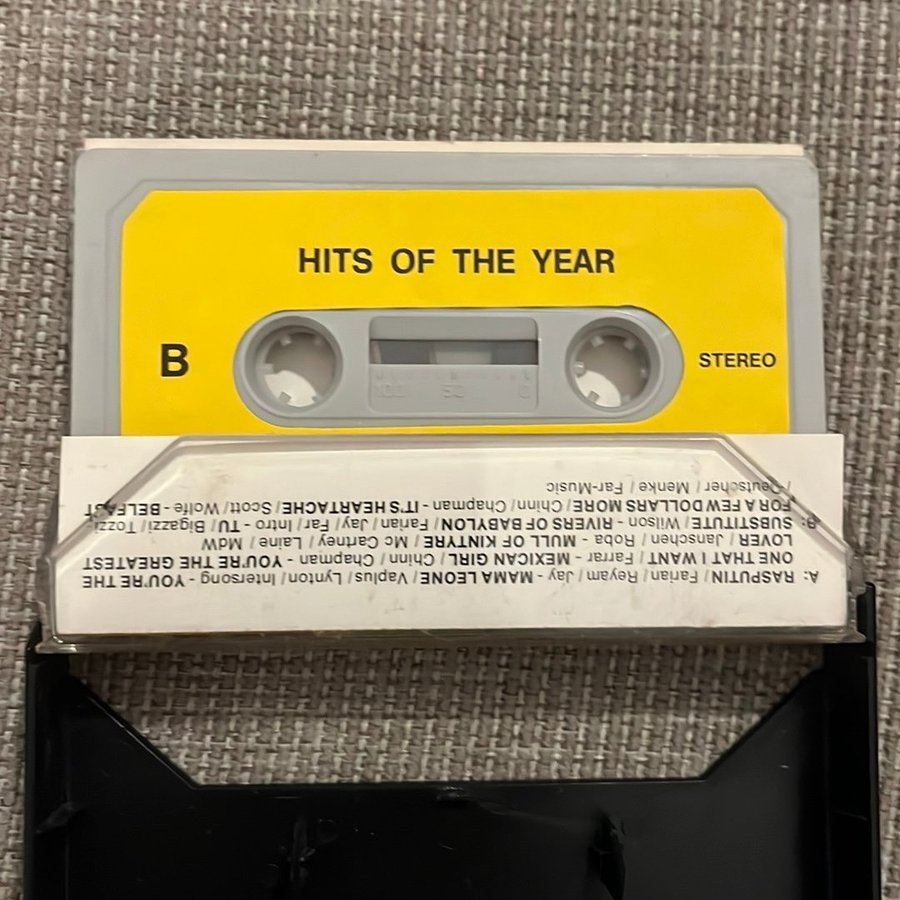 HITS OF THE YEAR
B
STEREO
100 50 0
A: RASPUTIN / Farian / Reyam / Jay - MAMA LEONE / Vaplus / Lynton / Intersong - YOU'RE THE
ONE THAT I WANT / Farrar - MEXICAN GIRL / Chinn / Chapman - YOU'RE THE GREATEST
LOVER / Janschen / Roba - MULL OF KINTYRE / Mc Cartney / Laine / MdW
B: SUBSTITUTE / Wilson - RIVERS OF BABYLON / Farian / Jay / Far / Intro - TU - Bigazzi / Tozzi
FOR A FEW DOLLARS MORE / Chinn / Chapman - IT'S HEARTACHE / Scott / Wolfe - BELFAST
/ Deutscher / Menke / Far-Music